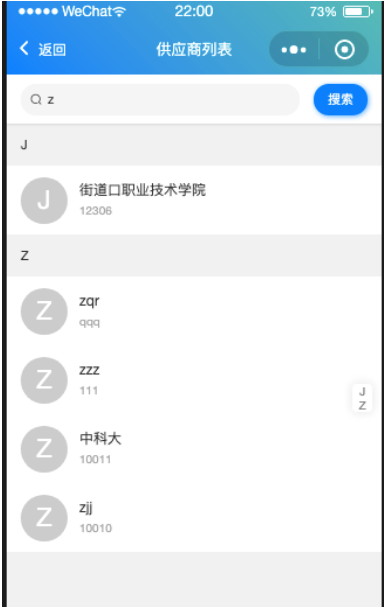 WeChat 22:00 73%
返回 供应商列表
z 搜索
J
J 街道口职业技术学院
12306
Z
Z zqr
qqq
Z zzz
111
J
Z
Z 中科大
10011
Z zjj
10010